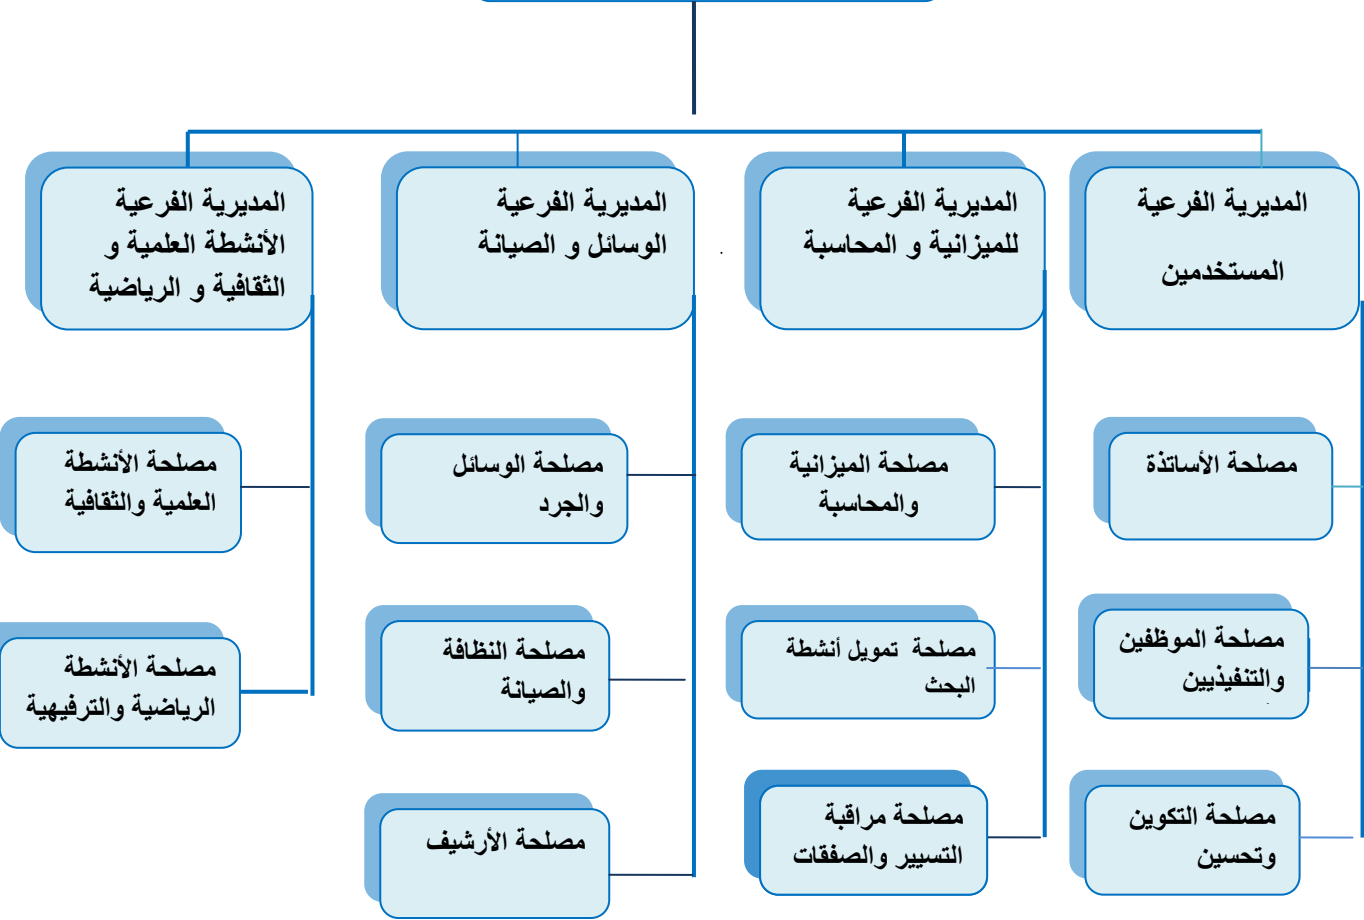 المديرية الفرعية
المستخدمين
المديرية الفرعية
للميزانية و المحاسبة
المديرية الفرعية
الوسائل و الصيانة
المديرية الفرعية
الأنشطة العلمية و
الثقافية و الرياضية
مصلحة الأساتذة
مصلحة الميزانية
والمحاسبة
مصلحة الوسائل
والجرد
مصلحة الأنشطة
العلمية والثقافية
مصلحة الموظفين
والتنفيذيين
مصلحة تمويل أنشطة
البحث
مصلحة النظافة
والصيانة
مصلحة الأنشطة
الرياضية والترفيهية
مصلحة التكوين
وتحسين
مصلحة مراقبة
التسيير والصفقات
مصلحة الأرشيف